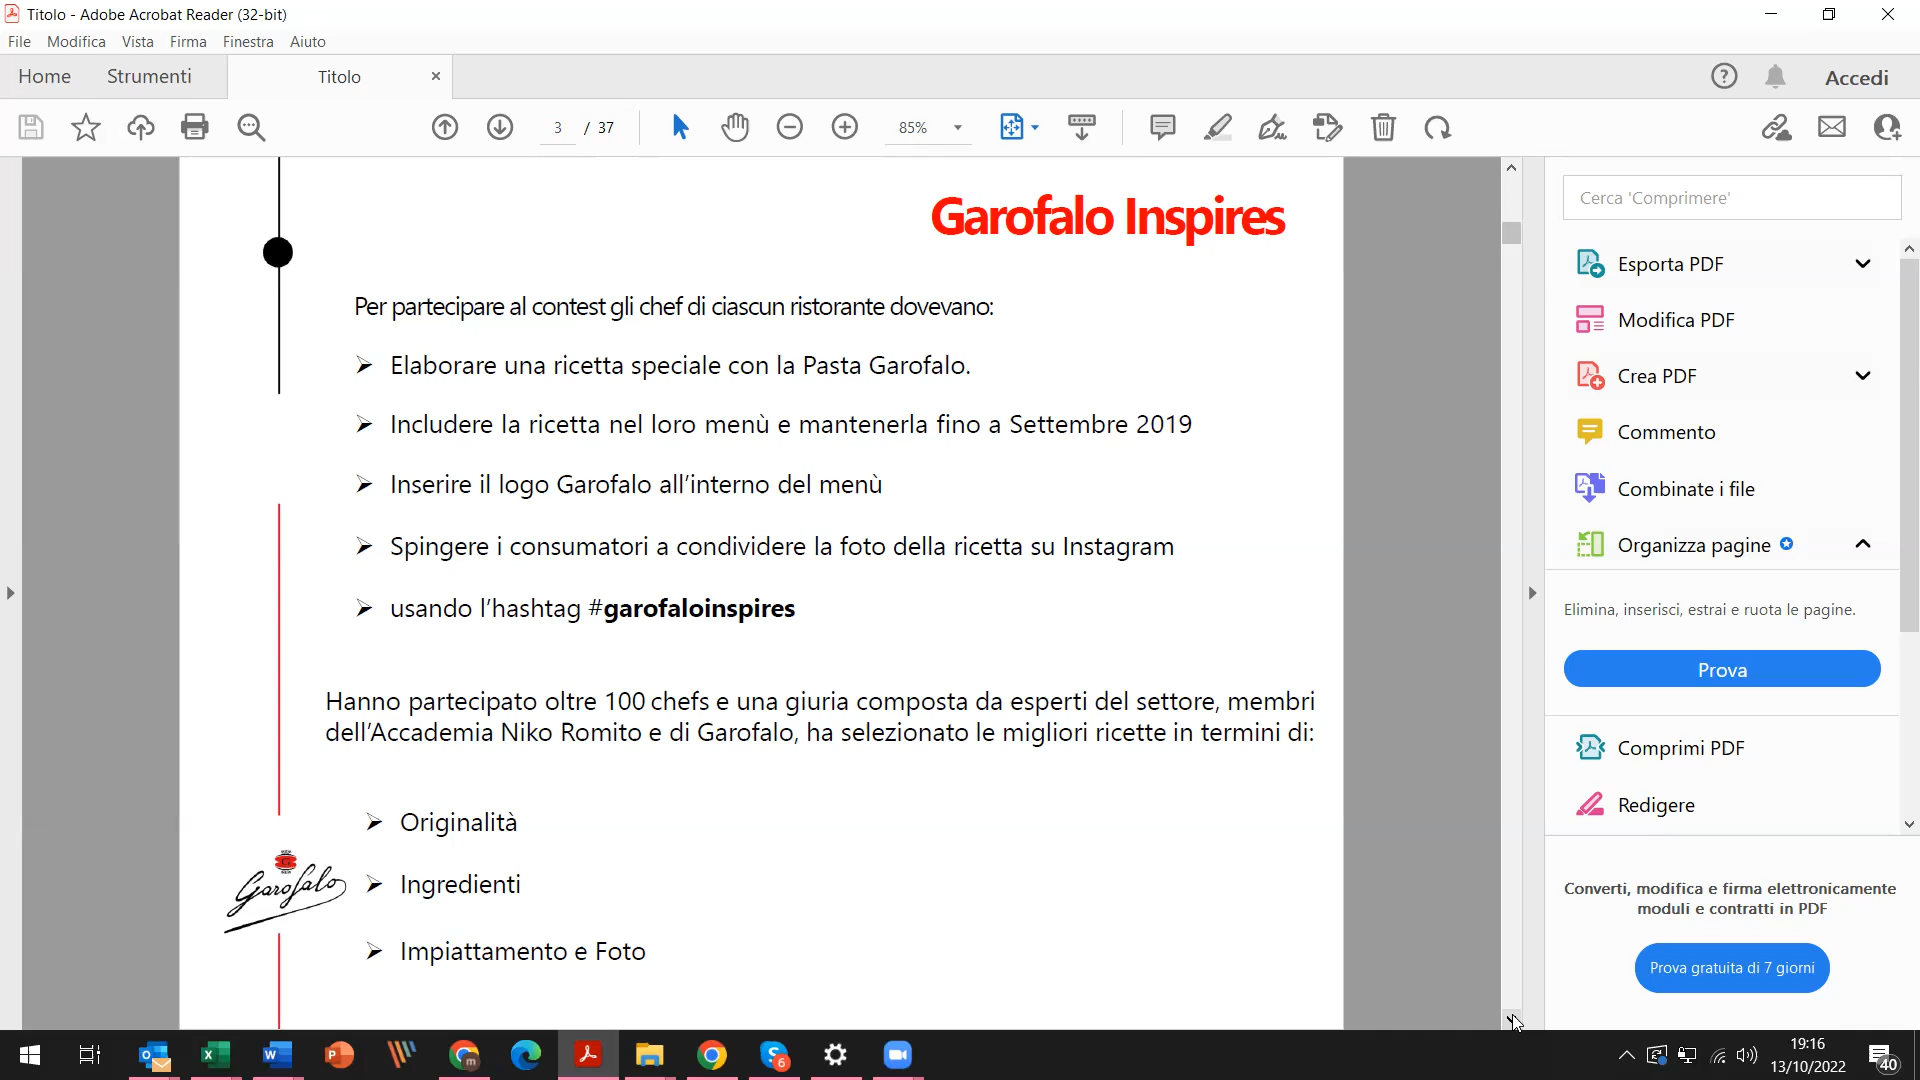 Titolo - Adobe Acrobat Reader (32-bit)
File Modifica Vista Firma Finestra Aiuto
Home Strumenti Titolo Accedi
3 / 37 85%
Garofalo Inspires
Per partecipare al contest gli chef di ciascun ristorante dovevano:
Elaborare una ricetta speciale con la Pasta Garofalo.
Includere la ricetta nel loro menù e mantenerla fino a Settembre 2019
Inserire il logo Garofalo all'interno del menù
Spingere i consumatori a condividere la foto della ricetta su Instagram
usando l'hashtag #garofaloinspires
Hanno partecipato oltre 100 chefs e una giuria composta da esperti del settore, membri
dell'Accademia Niko Romito e di Garofalo, ha selezionato le migliori ricette in termini di:
Originalità
Garofalo
Ingredienti
Impiattamento e Foto
Cerca 'Comprimere'
Esporta PDF
Modifica PDF
Crea PDF
Commento
Combinate i file
Organizza pagine
Elimina, inserisci, estrai e ruota le pagine.
Prova
Comprimi PDF
Redigere
Converti, modifica e firma elettronicamente
moduli e contratti in PDF
Prova gratuita di 7 giorni
19:16
13/10/2022
40
6